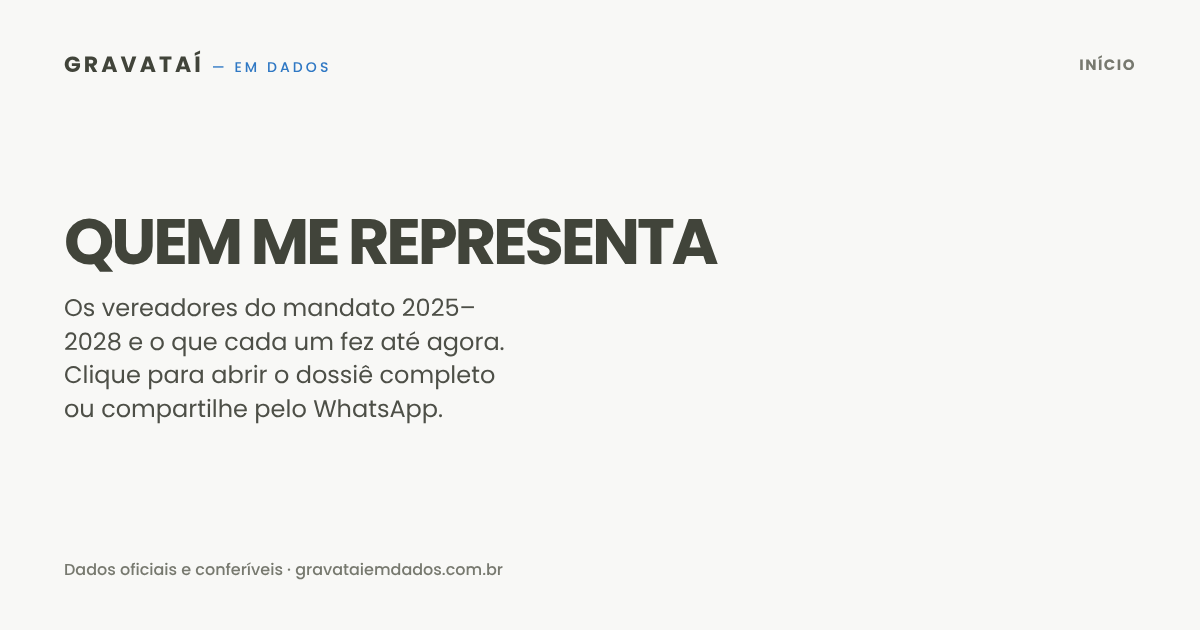 GRAVATAÍ — EM DADOS
INÍCIO
QUEM ME REPRESENTA
Os vereadores do mandato 2025–
2028 e o que cada um fez até agora.
Clique para abrir o dossiê completo
ou compartilhe pelo WhatsApp.
Dados oficiais e conferíveis · gravataiemdados.com.br